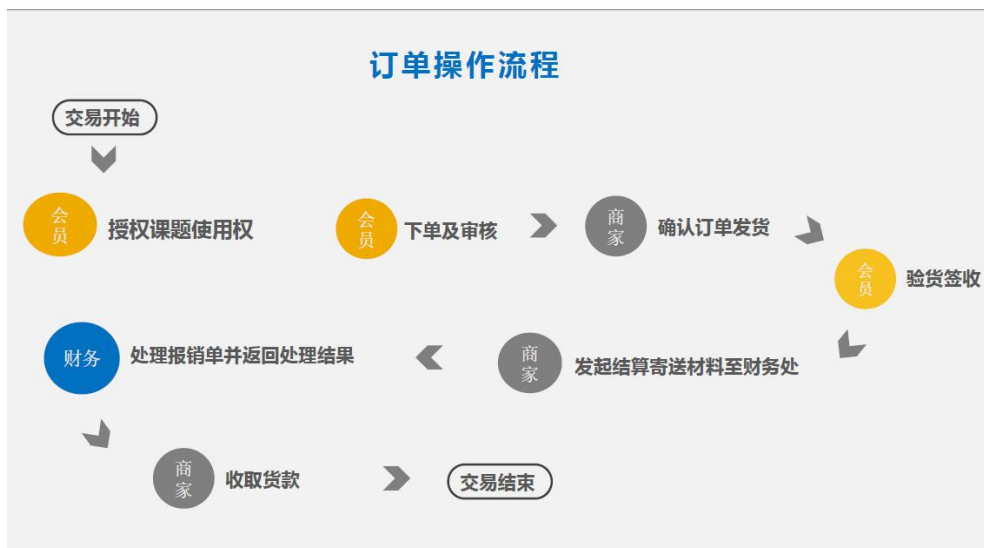 订单操作流程
交易开始
会
员
授权课题使用权
会
员
下单及审核
商
家
确认订单发货
会
员
验货签收
商
家
发起结算寄送材料至财务处
财务
处理报销单并返回处理结果
商
家
收取货款
交易结束